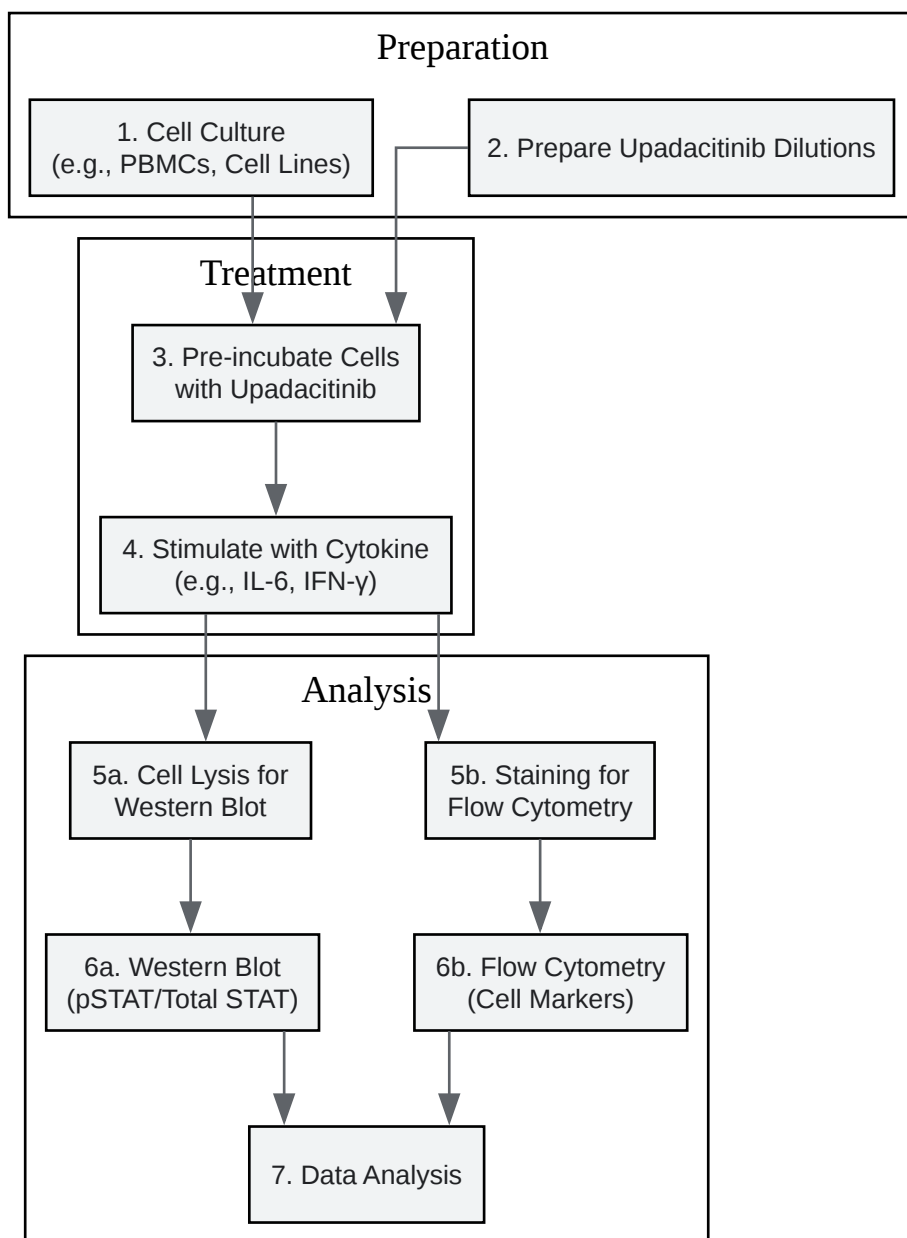 Preparation
1. Cell Culture
(e.g., PBMCs, Cell Lines)
2. Prepare Upadacitinib Dilutions
Treatment
3. Pre-incubate Cells
with Upadacitinib
4. Stimulate with Cytokine
(e.g., IL-6, IFN-γ)
Analysis
5a. Cell Lysis for
Western Blot
5b. Staining for
Flow Cytometry
6a. Western Blot
(pSTAT/Total STAT)
6b. Flow Cytometry
(Cell Markers)
7. Data Analysis